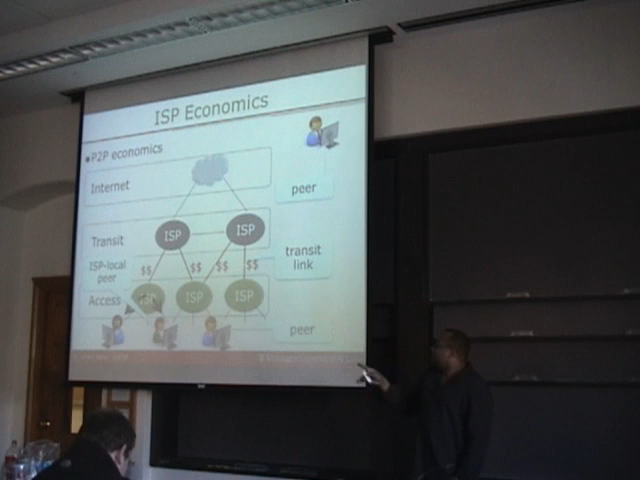 ISP Economics
P2P economics
Internet
peer
Transit
ISP
ISP
transit
link
ISP-local
peer
$$
$$
$$
$$
Access
ISP
ISP
ISP
peer